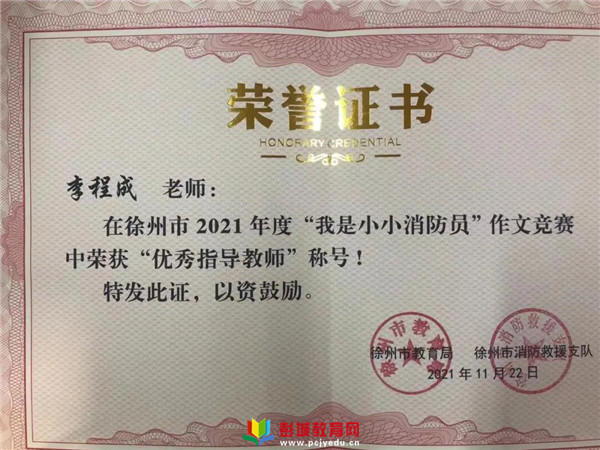 荣誉证书
HONORARY CREDENTIAL
李程成 老师：
在徐州市 2021 年度“我是小小消防员”作文竞赛
中荣获“优秀指导教师”称号！
特发此证，以资鼓励。
徐州市教育局 徐州市消防救援支队
2021 年 11 月 22 日
彭城教育网
www.pcjyedu.cn